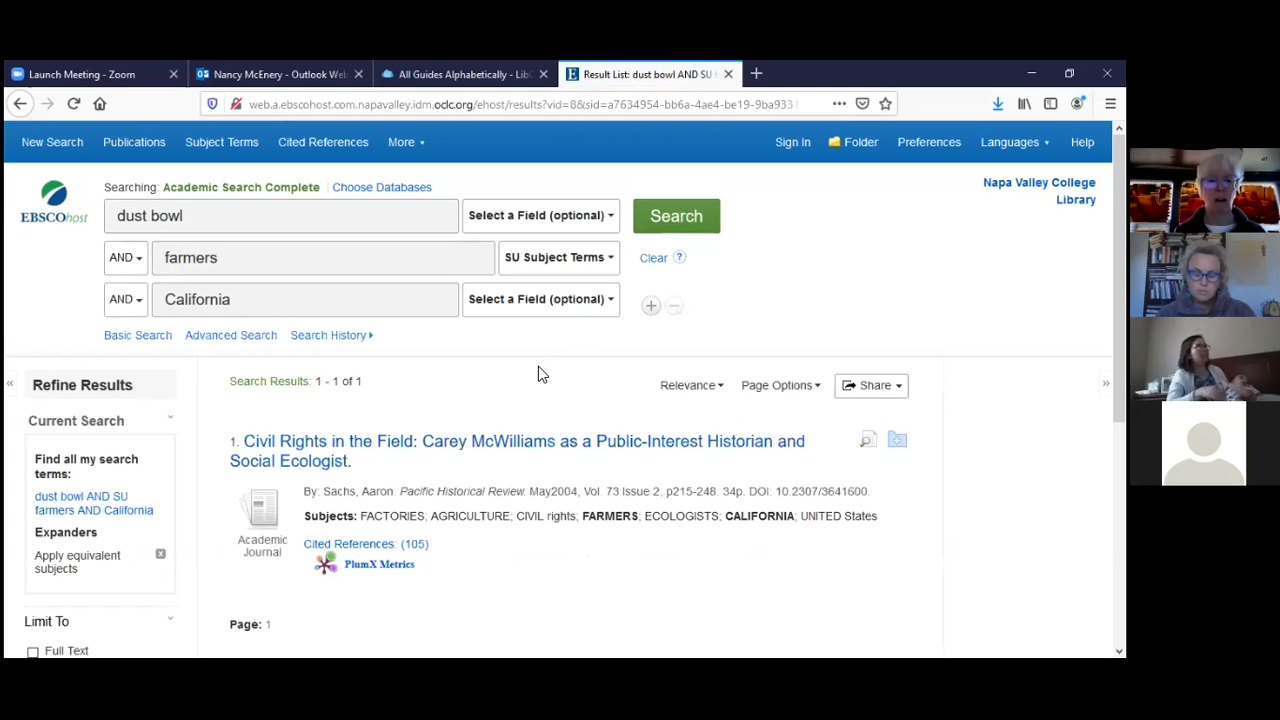 Launch Meeting - Zoom
Nancy McEnery - Outlook Web
All Guides Alphabetically - Lib
Result List: dust bowl AND SU
web.a.ebscohost.com.napavalley.idm.oclc.org/ehost/results?vid=8&sid=a7634954-bb6a-4ae4-be19-9ba9331
New Search Publications Subject Terms Cited References More Sign In Folder Preferences Languages Help
Searching: Academic Search Complete Choose Databases
Napa Valley College
Library
EBSCOhost
dust bowl Select a Field (optional) Search
AND farmers SU Subject Terms Clear ?
AND California Select a Field (optional)
Basic Search Advanced Search Search History
Refine Results
Current Search
Find all my search
terms:
dust bowl AND SU
farmers AND California
Expanders
Apply equivalent
subjects
Limit To
Full Text
Search Results: 1 - 1 of 1
Relevance Page Options Share
1. Civil Rights in the Field: Carey McWilliams as a Public-Interest Historian and
Social Ecologist.
By: Sachs, Aaron. Pacific Historical Review. May2004, Vol. 73 Issue 2, p215-248. 34p. DOI: 10.2307/3641600.
Subjects: FACTORIES; AGRICULTURE; CIVIL rights; FARMERS; ECOLOGISTS; CALIFORNIA; UNITED States
Academic
Journal
Cited References: (105)
PlumX Metrics
Page: 1